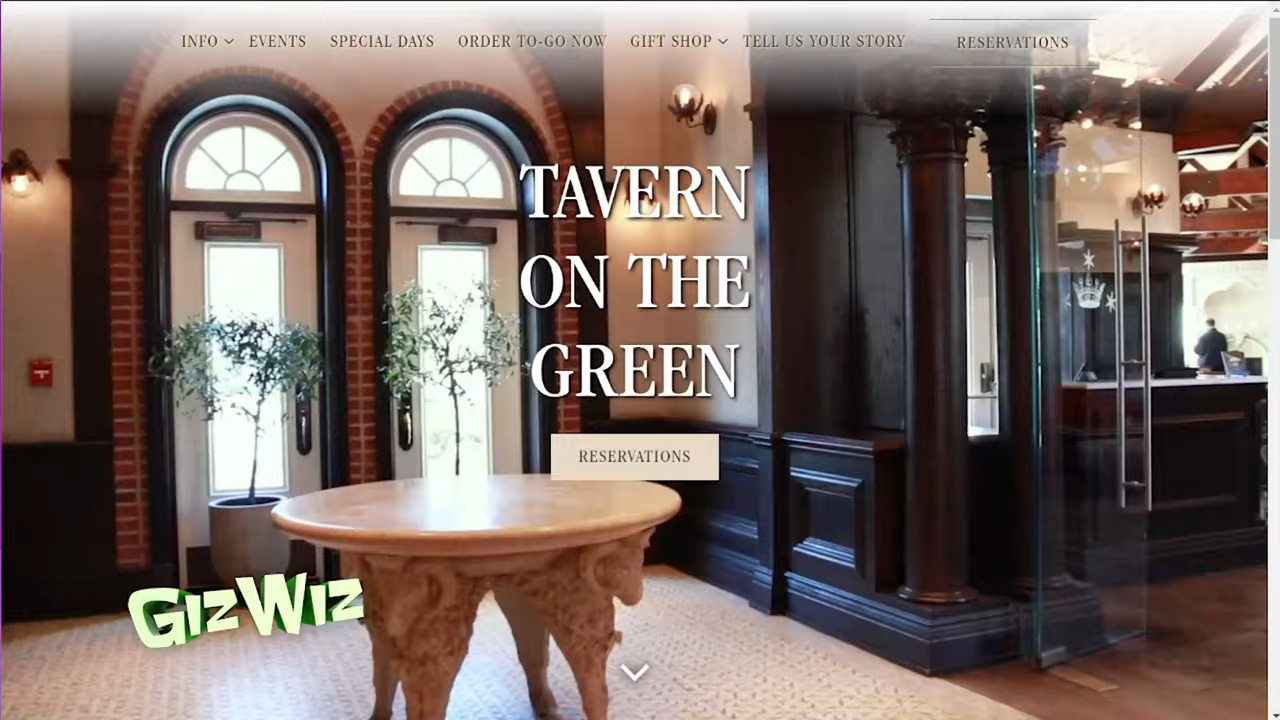 INFO
EVENTS
SPECIAL DAYS
ORDER TO-GO NOW
GIFT SHOP
TELL US YOUR STORY
RESERVATIONS
TAVERN
ON THE
GREEN
RESERVATIONS
GIZWIZ